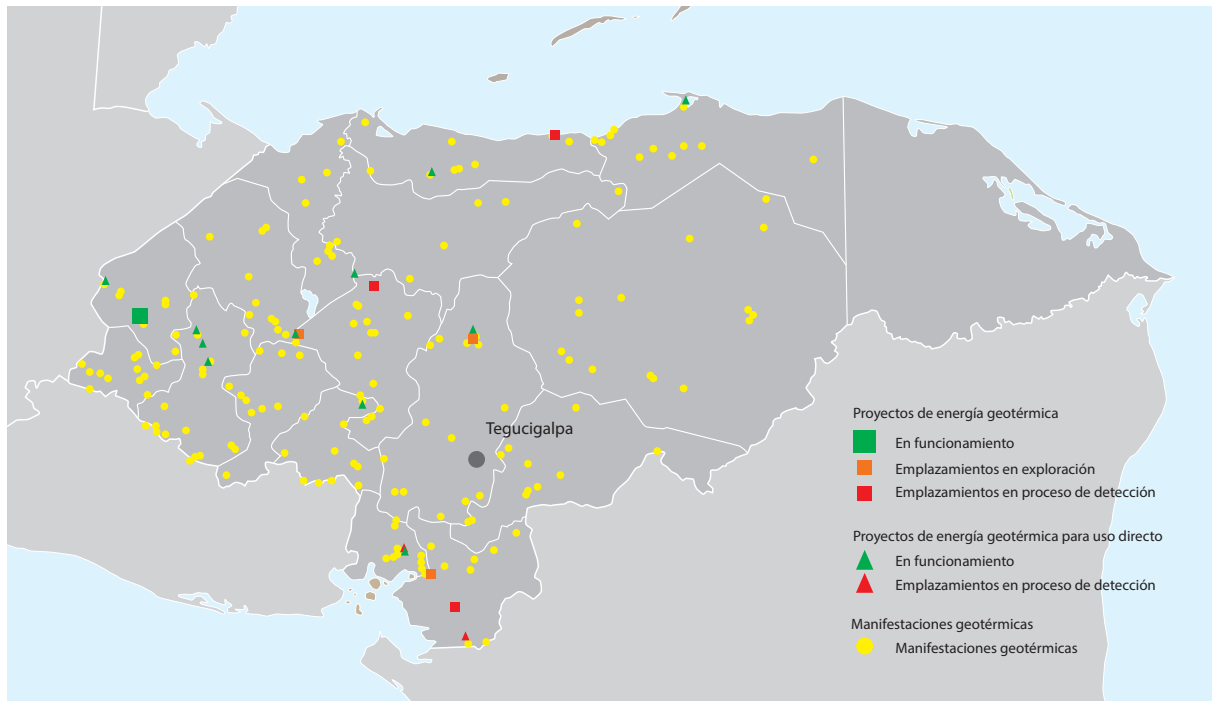 Tegucigalpa
Proyectos de energía geotérmica
En funcionamiento
Emplazamientos en exploración
Emplazamientos en proceso de detección
Proyectos de energía geotérmica para uso directo
En funcionamiento
Emplazamientos en proceso de detección
Manifestaciones geotérmicas
Manifestaciones geotérmicas